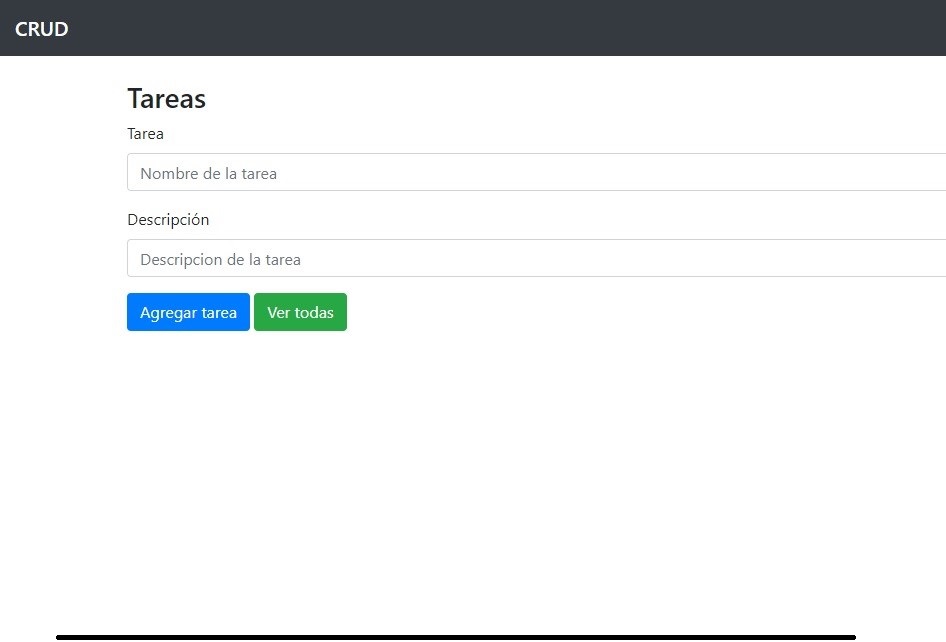 CRUD
Tareas
Tarea
Nombre de la tarea
Descripción
Descripcion de la tarea
Agregar tarea Ver todas